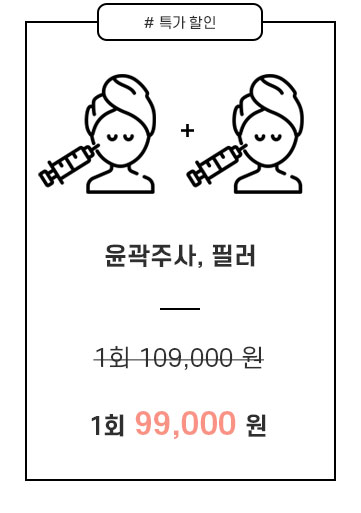 # 특가 할인
+
윤곽주사, 필러
1회 109,000 원
1회 99,000 원